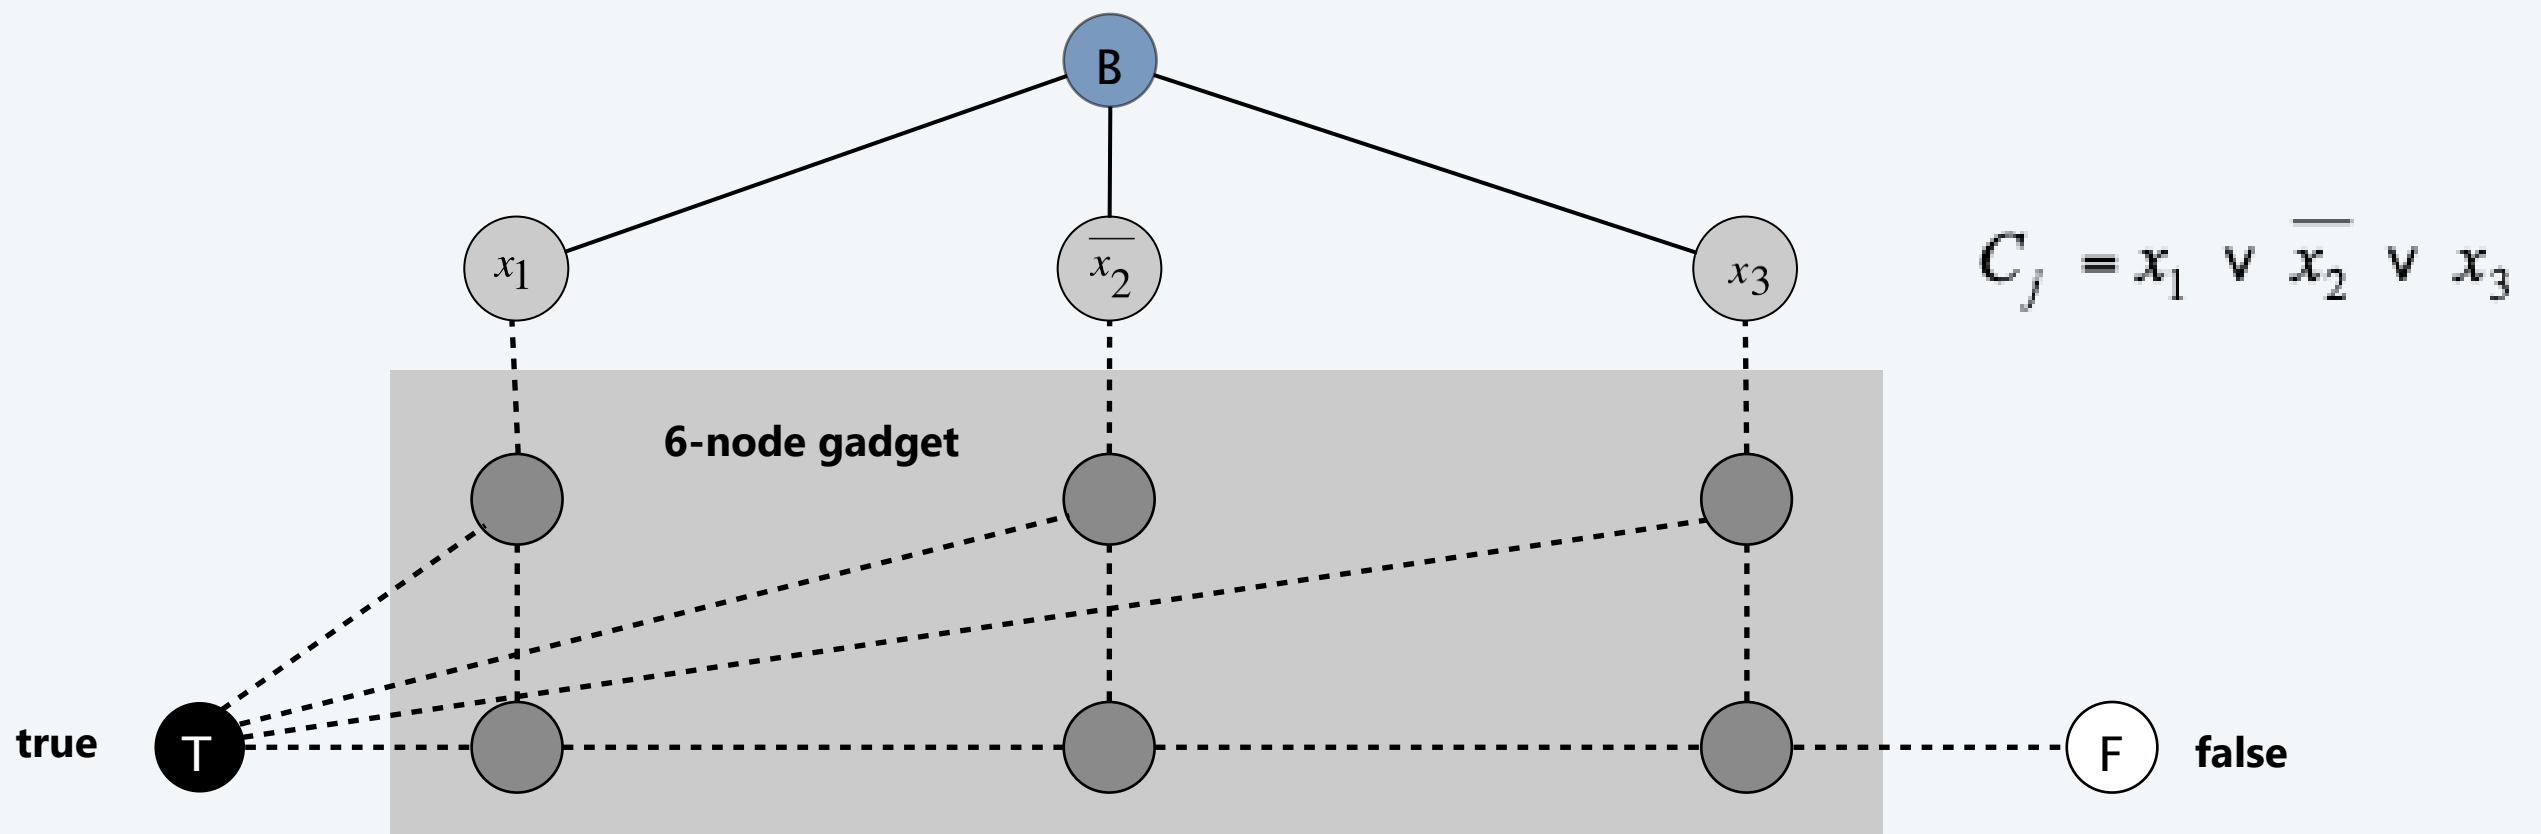 B
x₁
x̅₂
x₃
Cⱼ = x₁ ∨ x̅₂ ∨ x₃
6-node gadget
true
T
F
false